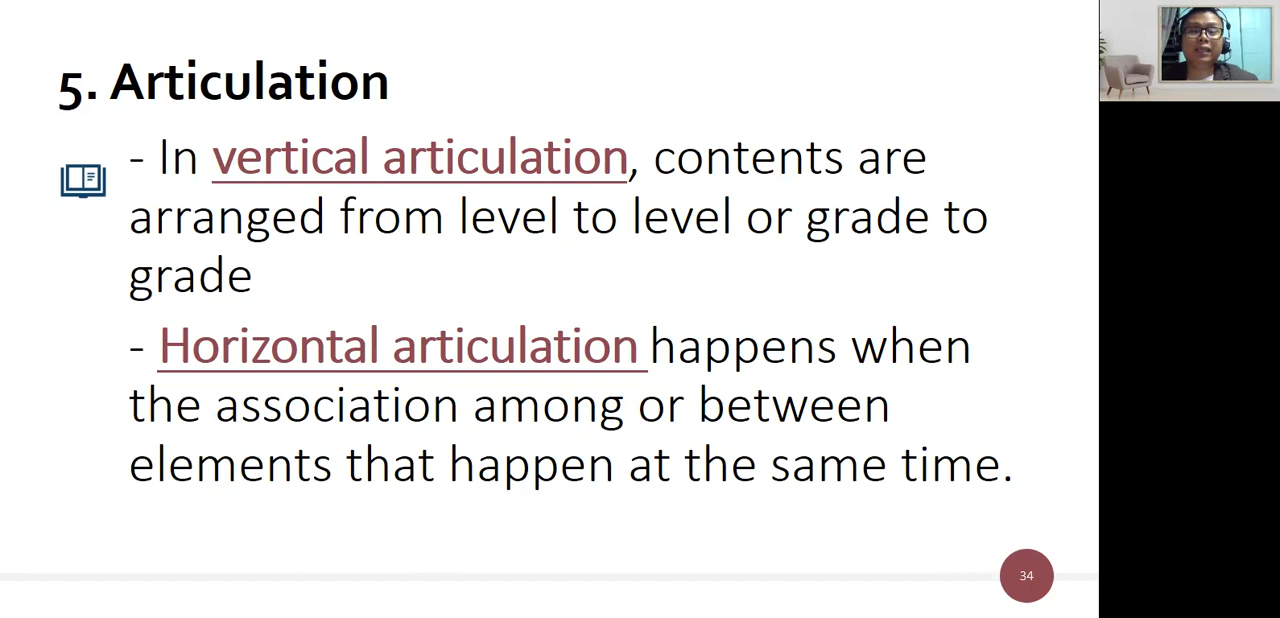 5. Articulation
- In vertical articulation, contents are
arranged from level to level or grade to
grade
- Horizontal articulation happens when
the association among or between
elements that happen at the same time.
34